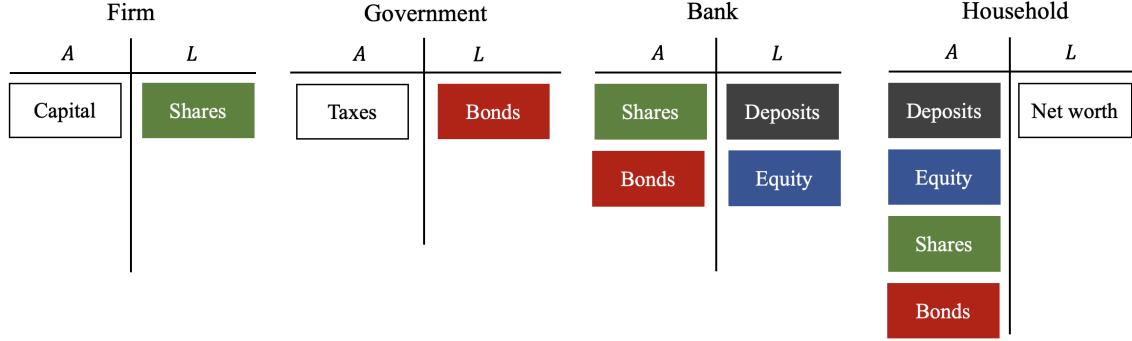 Firm Government Bank Household
A L A L A L A L
Capital Shares Taxes Bonds Shares Deposits Deposits Net worth
Bonds Equity Equity
Shares
Bonds